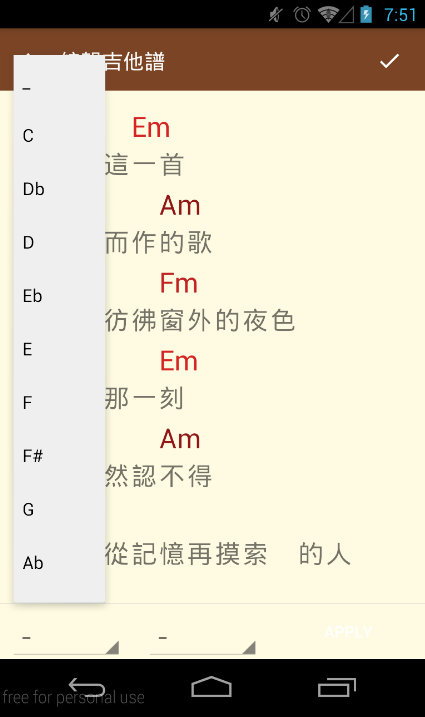 7:51
編輯吉他譜
_
C
Db
D
Eb
E
F
F#
G
Ab
Em
這一首
Am
而作的歌
Fm
彷彿窗外的夜色
Em
那一刻
Am
然認不得
從記憶再摸索 的人
_ _ APPLY
free for personal use